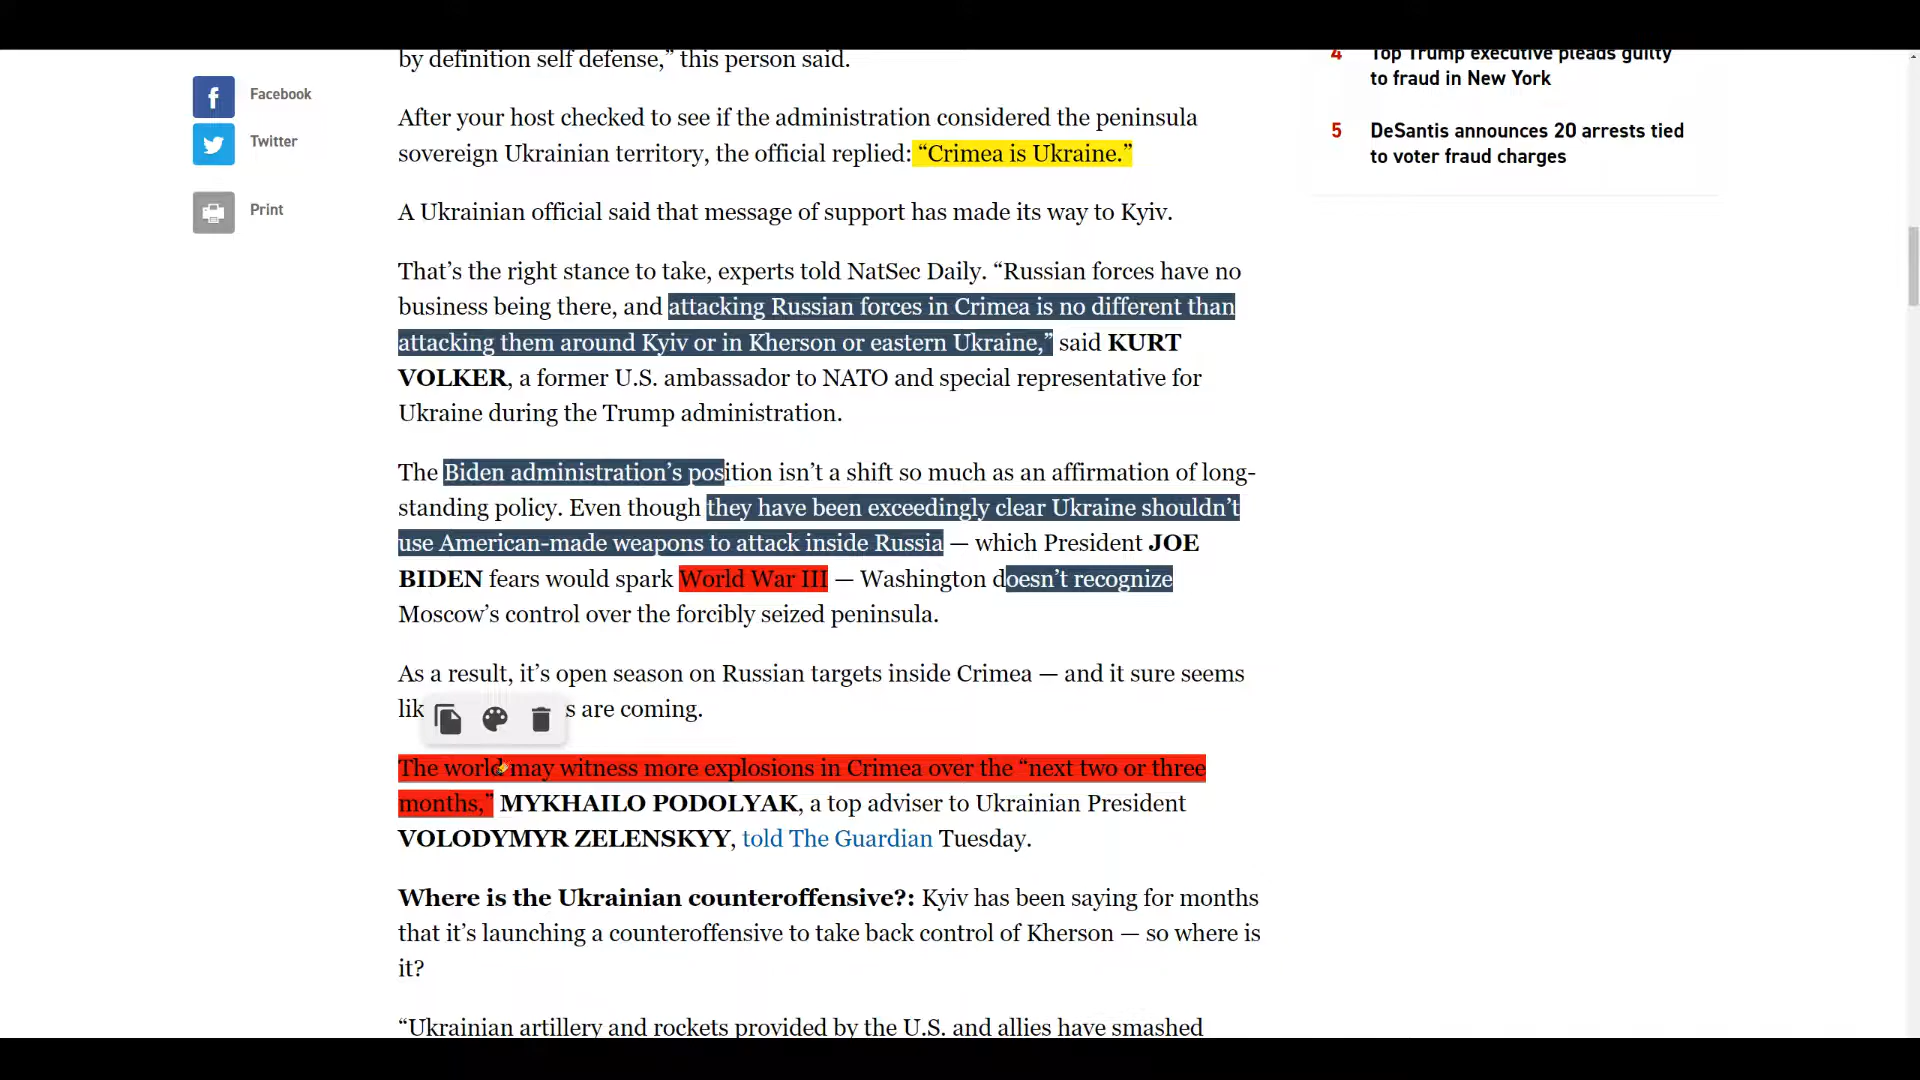 by definition self defense,” this person said.
Facebook
Twitter
Print
After your host checked to see if the administration considered the peninsula
sovereign Ukrainian territory, the official replied: “Crimea is Ukraine.”
A Ukrainian official said that message of support has made its way to Kyiv.
That’s the right stance to take, experts told NatSec Daily. “Russian forces have no
business being there, and attacking Russian forces in Crimea is no different than
attacking them around Kyiv or in Kherson or eastern Ukraine,” said KURT
VOLKER, a former U.S. ambassador to NATO and special representative for
Ukraine during the Trump administration.
The Biden administration’s position isn’t a shift so much as an affirmation of long-
standing policy. Even though they have been exceedingly clear Ukraine shouldn’t
use American-made weapons to attack inside Russia — which President JOE
BIDEN fears would spark World War III — Washington doesn’t recognize
Moscow’s control over the forcibly seized peninsula.
As a result, it’s open season on Russian targets inside Crimea — and it sure seems
lik s are coming.
The world may witness more explosions in Crimea over the “next two or three
months,” MYKHAILO PODOLYAK, a top adviser to Ukrainian President
VOLODYMYR ZELENSKYY, told The Guardian Tuesday.
Where is the Ukrainian counteroffensive?: Kyiv has been saying for months
that it’s launching a counteroffensive to take back control of Kherson — so where is
it?
“Ukrainian artillery and rockets provided by the U.S. and allies have smashed
4 Top Trump executive pleads guilty
to fraud in New York
5 DeSantis announces 20 arrests tied
to voter fraud charges